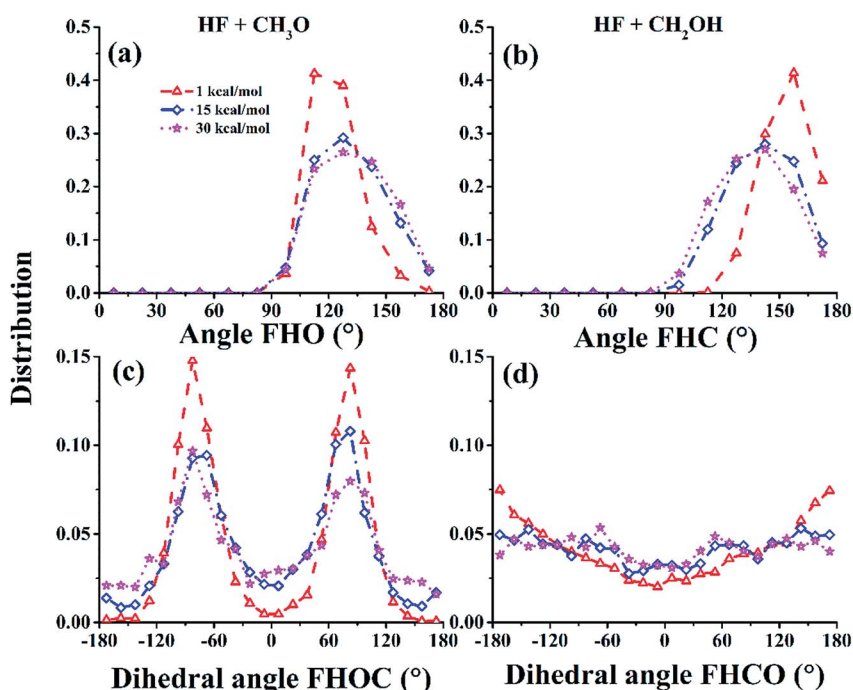 HF + CH₃O
HF + CH₂OH
(a)
(b)
0.5
0.4
0.3
0.2
0.1
0.0
1 kcal/mol
15 kcal/mol
30 kcal/mol
0.5
0.4
0.3
0.2
0.1
0.0
0 30 60 90 120 150 180
0 30 60 90 120 150 180
Angle FHO (°)
Angle FHC (°)
Distribution
(c)
(d)
0.15
0.10
0.05
0.00
0.15
0.10
0.05
0.00
-180 -120 -60 0 60 120 180
-180 -120 -60 0 60 120 180
Dihedral angle FHOC (°)
Dihedral angle FHCO (°)